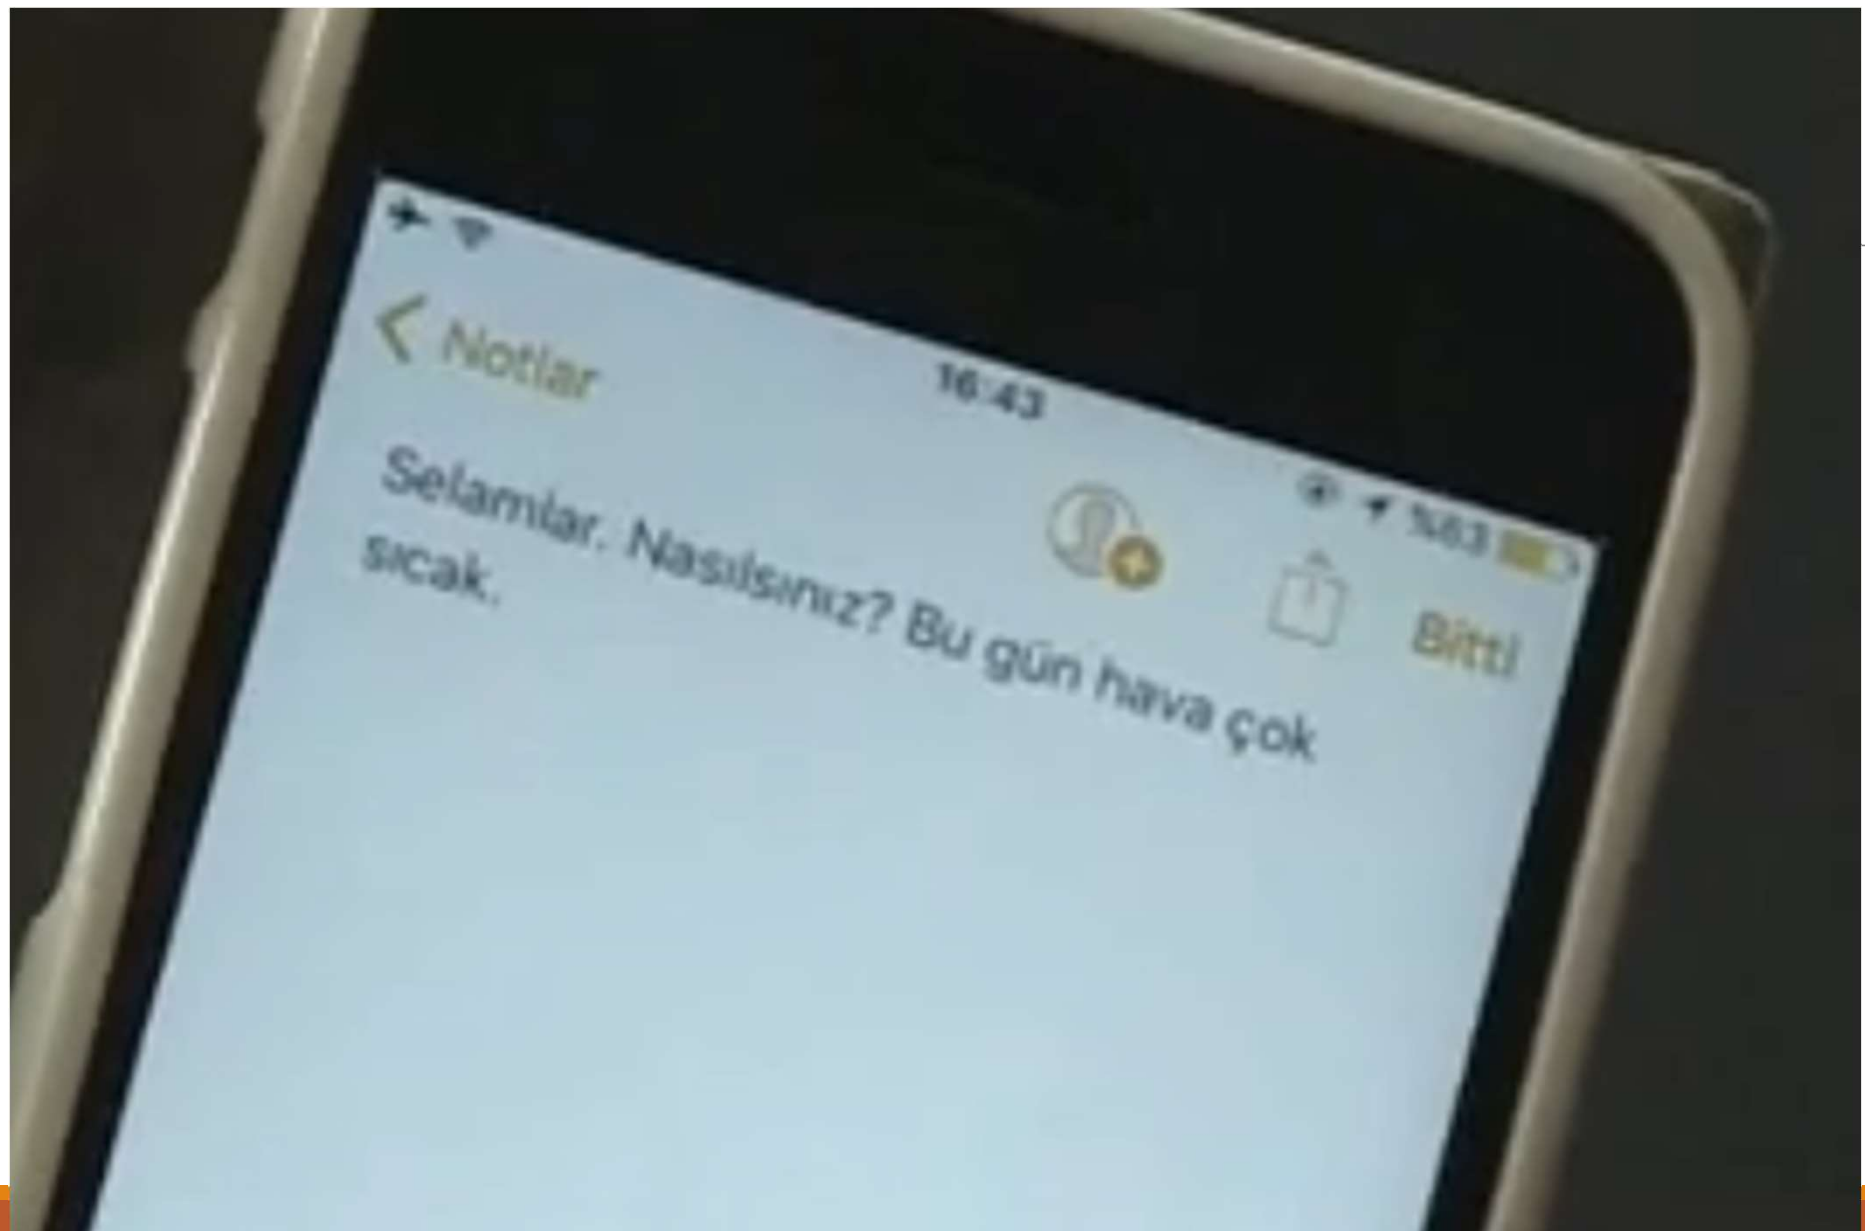 16:43
%63
Notlar
Bitti
Selamlar. Nasılsınız? Bu gün hava çok
sıcak.